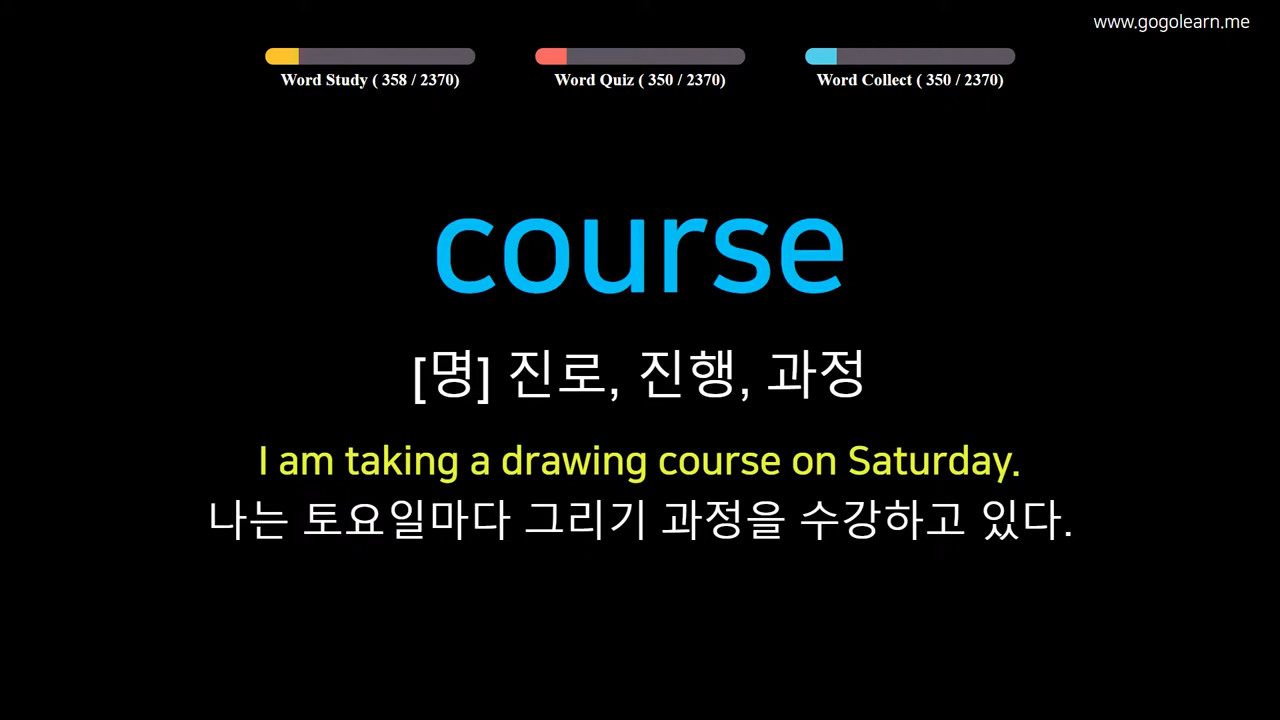 www.gogolearn.me
Word Study ( 358 / 2370)
Word Quiz ( 350 / 2370)
Word Collect ( 350 / 2370)
course
[명] 진로, 진행, 과정
I am taking a drawing course on Saturday.
나는 토요일마다 그리기 과정을 수강하고 있다.